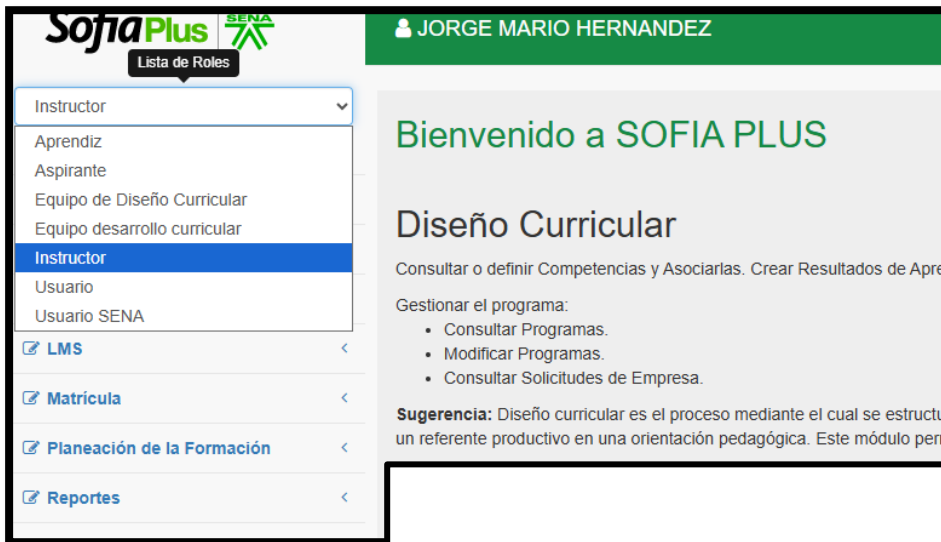 Sofia Plus
SENA
Lista de Roles
Instructor
Aprendiz
Aspirante
Equipo de Diseño Curricular
Equipo desarrollo curricular
Instructor
Usuario
Usuario SENA
LMS
Matrícula
Planeación de la Formación
Reportes
JORGE MARIO HERNANDEZ
Bienvenido a SOFIA PLUS
Diseño Curricular
Consultar o definir Competencias y Asociarlas. Crear Resultados de Apre
Gestionar el programa:
Consultar Programas.
Modificar Programas.
Consultar Solicitudes de Empresa.
Sugerencia: Diseño curricular es el proceso mediante el cual se estructu
un referente productivo en una orientación pedagógica. Este módulo per